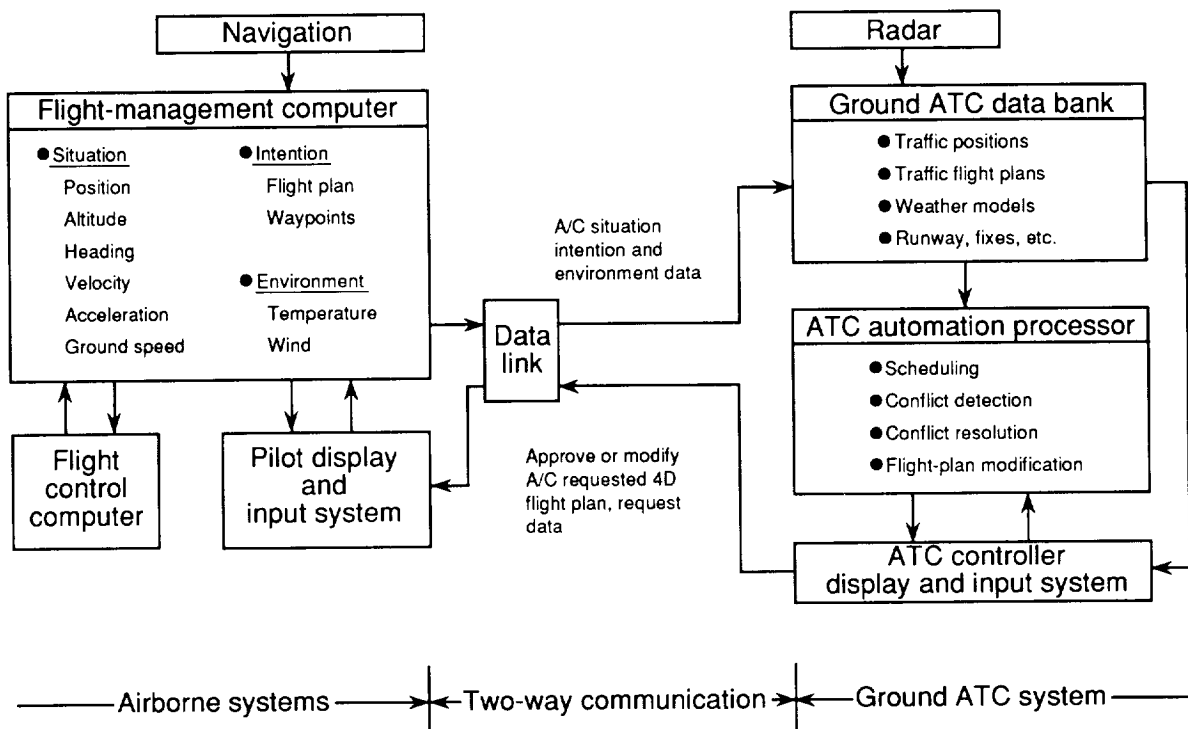 Navigation
Flight-management computer
● Situation
Position
Altitude
Heading
Velocity
Acceleration
Ground speed
● Intention
Flight plan
Waypoints
● Environment
Temperature
Wind
Flight
control
computer
Pilot display
and
input system
Data
link
A/C situation
intention and
environment data
Approve or modify
A/C requested 4D
flight plan, request
data
Radar
Ground ATC data bank
● Traffic positions
● Traffic flight plans
● Weather models
● Runway, fixes, etc.
ATC automation processor
● Scheduling
● Conflict detection
● Conflict resolution
● Flight-plan modification
ATC controller
display and input system
Airborne systems
Two-way communication
Ground ATC system